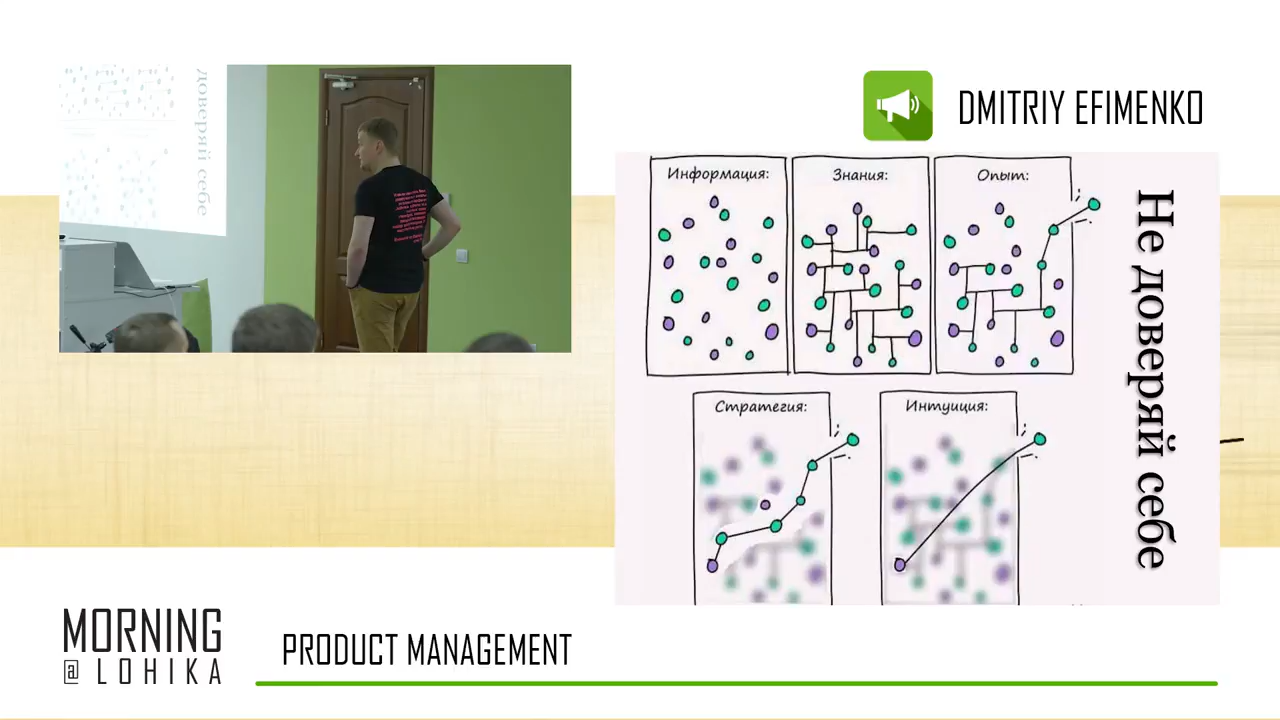 доверяй себе
DMITRIY EFIMENKO
Информация:
Знания:
Опыт:
Стратегия:
Интуиция:
Не доверяй себе
MORNING
@ LOHIKA
PRODUCT MANAGEMENT